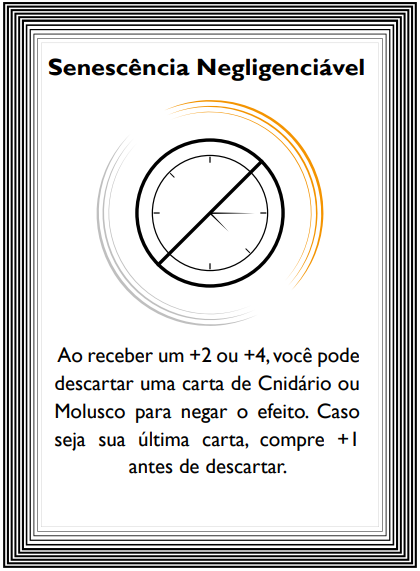 Senescência Negligenciável
Ao receber um +2 ou +4, você pode
descartar uma carta de Cnidário ou
Molusco para negar o efeito. Caso
seja sua última carta, compre +1
antes de descartar.